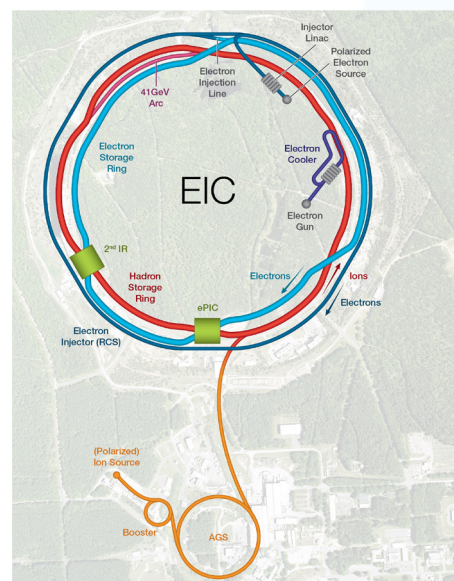 Injector
Linac
Polarized
Electron
Source
Electron
Injection
Line
41GeV
Arc
Electron
Storage
Ring
Electron
Cooler
EIC
Electron
Gun
2nd IR
Hadron
Storage
Ring
Electrons
Ions
Electrons
ePIC
Electron
Injector (RCS)
(Polarized)
Ion Source
Booster
AGS